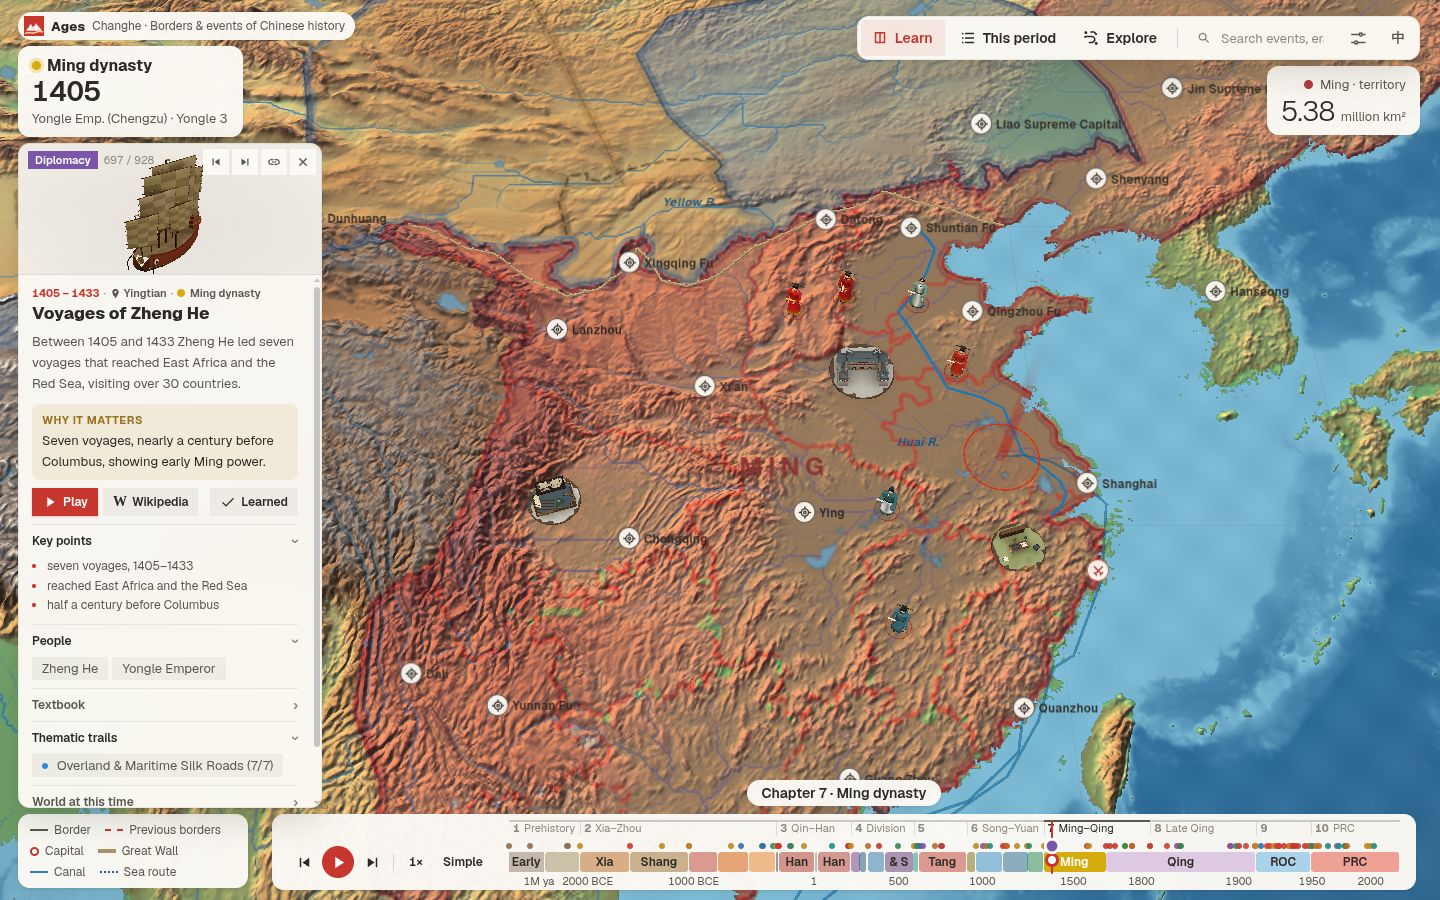 Ages Changhe · Borders & events of Chinese history
Ming dynasty
1405
Yongle Emp. (Chengzu) · Yongle 3
Learn
This period
Explore
Search events, er
中
Ming · territory
5.38 million km²
Diplomacy 697 / 928
1405 – 1433 · Yingtian · Ming dynasty
Voyages of Zheng He
Between 1405 and 1433 Zheng He led seven
voyages that reached East Africa and the
Red Sea, visiting over 30 countries.
WHY IT MATTERS
Seven voyages, nearly a century before
Columbus, showing early Ming power.
Play
W Wikipedia
Learned
Key points
seven voyages, 1405–1433
reached East Africa and the Red Sea
half a century before Columbus
People
Zheng He
Yongle Emperor
Textbook
Thematic trails
Overland & Maritime Silk Roads (7/7)
World at this time
Jin Supreme
Liao Supreme Capital
Shenyang
Yellow R.
Dunhuang
Datong
Shuntian Fu
Xingqing Fu
Hanseong
Qingzhou Fu
Lanzhou
Xi'an
Huai R.
MING
Shanghai
Ying
Chongqing
Dali
Yunnan Fu
Quanzhou
Guangzhou
Chapter 7 · Ming dynasty
Border
Previous borders
Capital
Great Wall
Canal
Sea route
1×
Simple
1 Prehistory
2 Xia–Zhou
3 Qin–Han
4 Division
5
6 Song–Yuan
7 Ming–Qing
8 Late Qing
9
10 PRC
Early
Xia
Shang
Han
Han
& S
Tang
Ming
Qing
ROC
PRC
1M ya
2000 BCE
1000 BCE
1
500
1000
1500
1800
1900
1950
2000